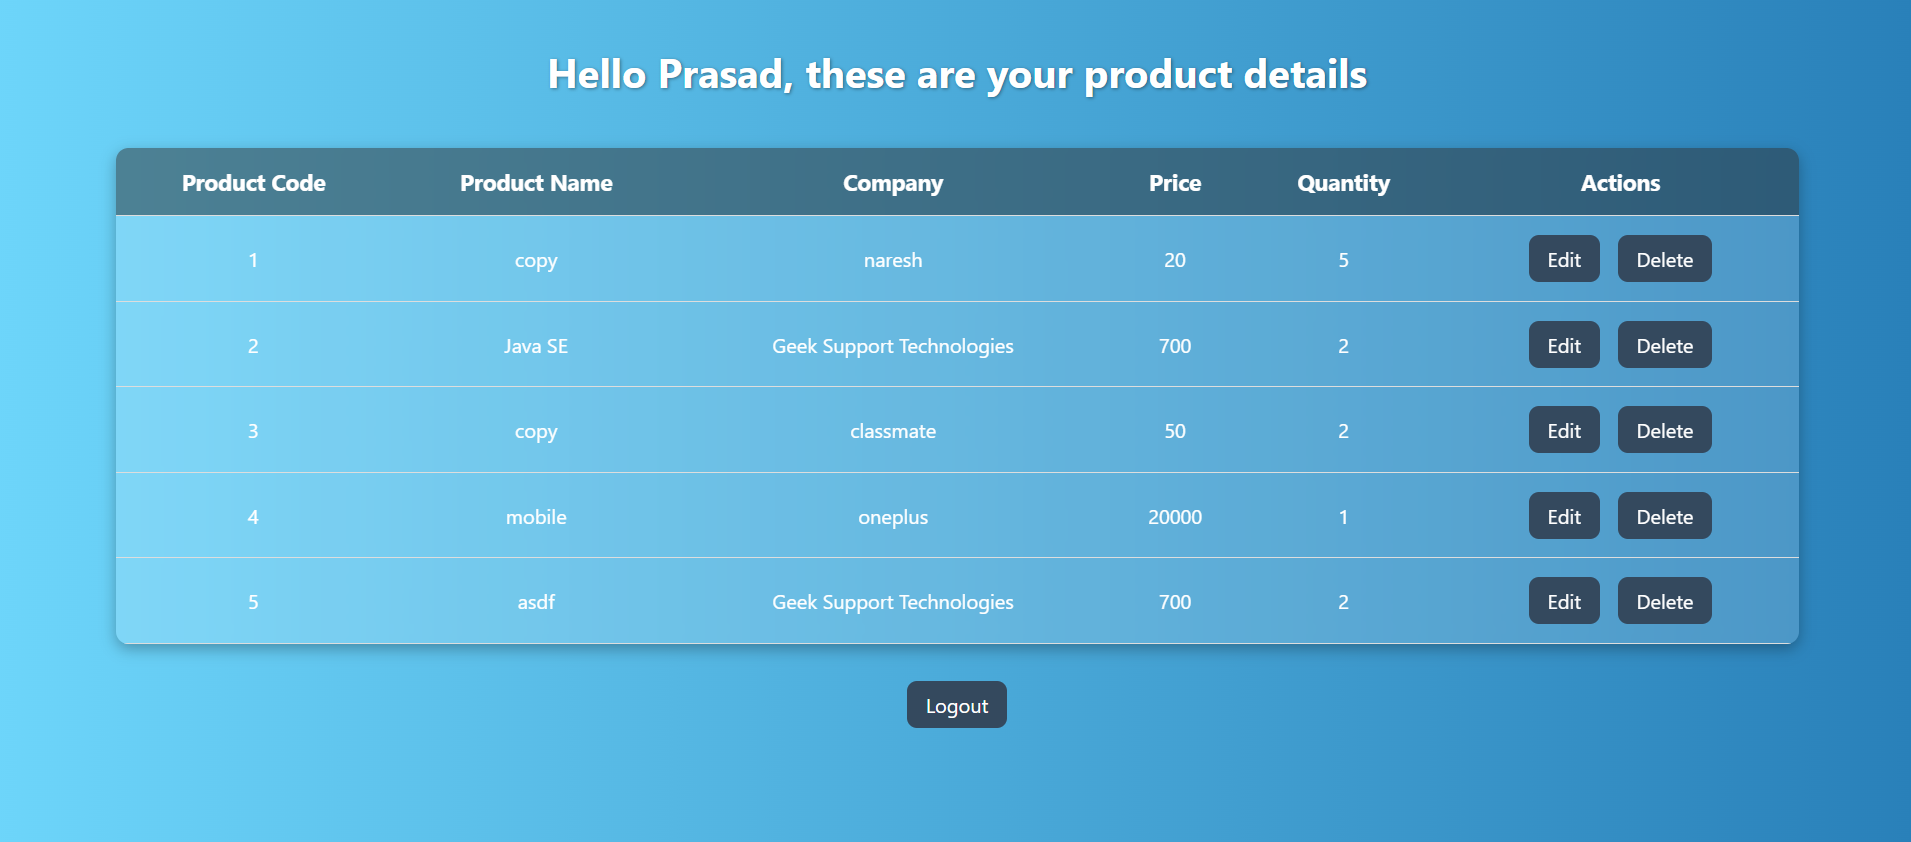 Hello Prasad, these are your product details
Product Code Product Name Company Price Quantity Actions
1 copy naresh 20 5 Edit Delete
2 Java SE Geek Support Technologies 700 2 Edit Delete
3 copy classmate 50 2 Edit Delete
4 mobile oneplus 20000 1 Edit Delete
5 asdf Geek Support Technologies 700 2 Edit Delete
Logout